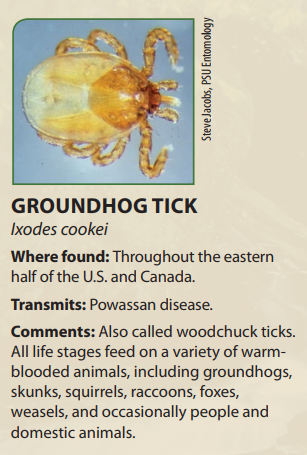 Steve Jacobs, PSU Entomology
GROUNDHOG TICK
Ixodes cookei
Where found: Throughout the eastern
half of the U.S. and Canada.
Transmits: Powassan disease.
Comments: Also called woodchuck ticks.
All life stages feed on a variety of warm-
blooded animals, including groundhogs,
skunks, squirrels, raccoons, foxes,
weasels, and occasionally people and
domestic animals.